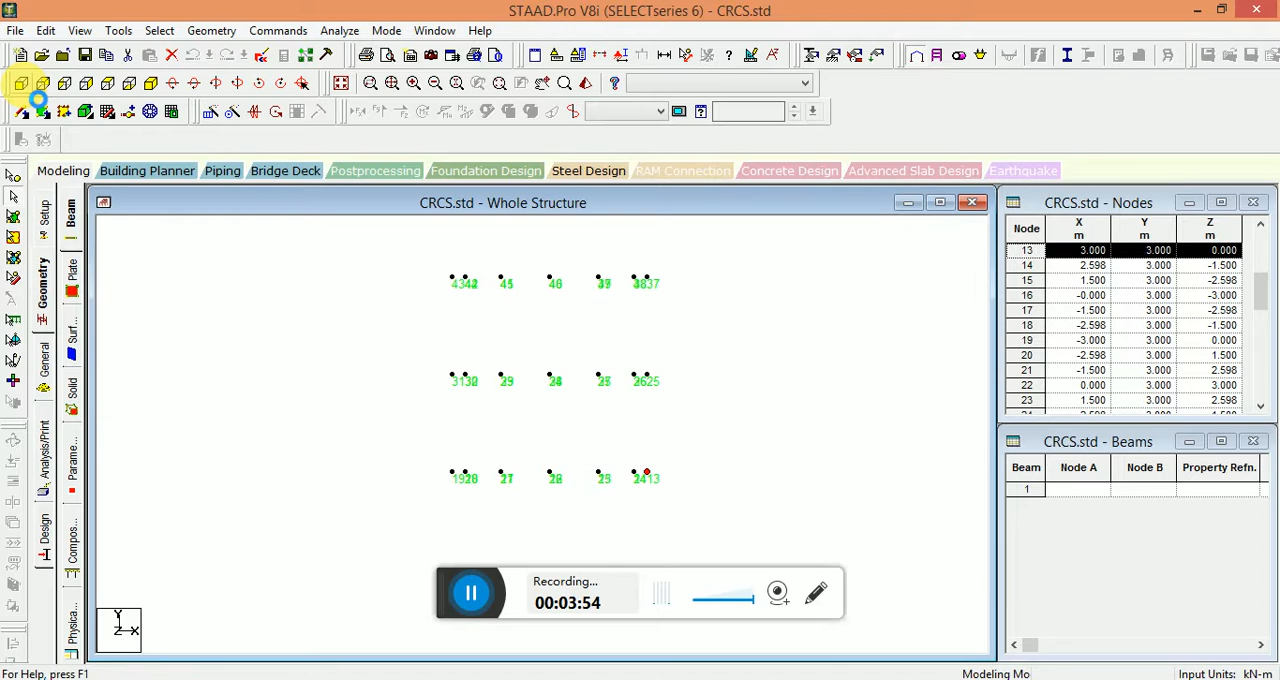 STAAD.Pro V8i (SELECTseries 6) - CRCS.std
File Edit View Tools Select Geometry Commands Analyze Mode Window Help
Modeling Building Planner Piping Bridge Deck Postprocessing Foundation Design Steel Design RAM Connection Concrete Design Advanced Slab Design Earthquake
Setup
Geometry
General
Analysis/Print
Design
Beam
Plate
Surf...
Solid
Parame...
Compos...
Physica...
CRCS.std - Whole Structure
Y
Z X
Recording...
00:03:54
CRCS.std - Nodes
Node X m Y m Z m
13 3.000 3.000 0.000
14 2.598 3.000 -1.500
15 1.500 3.000 -2.598
16 -0.000 3.000 -3.000
17 -1.500 3.000 -2.598
18 -2.598 3.000 -1.500
19 -3.000 3.000 0.000
20 -2.598 3.000 1.500
21 -1.500 3.000 2.598
22 0.000 3.000 3.000
23 1.500 3.000 2.598
CRCS.std - Beams
Beam Node A Node B Property Refn.
1
For Help, press F1
Modeling Mo
Input Units: kN-m